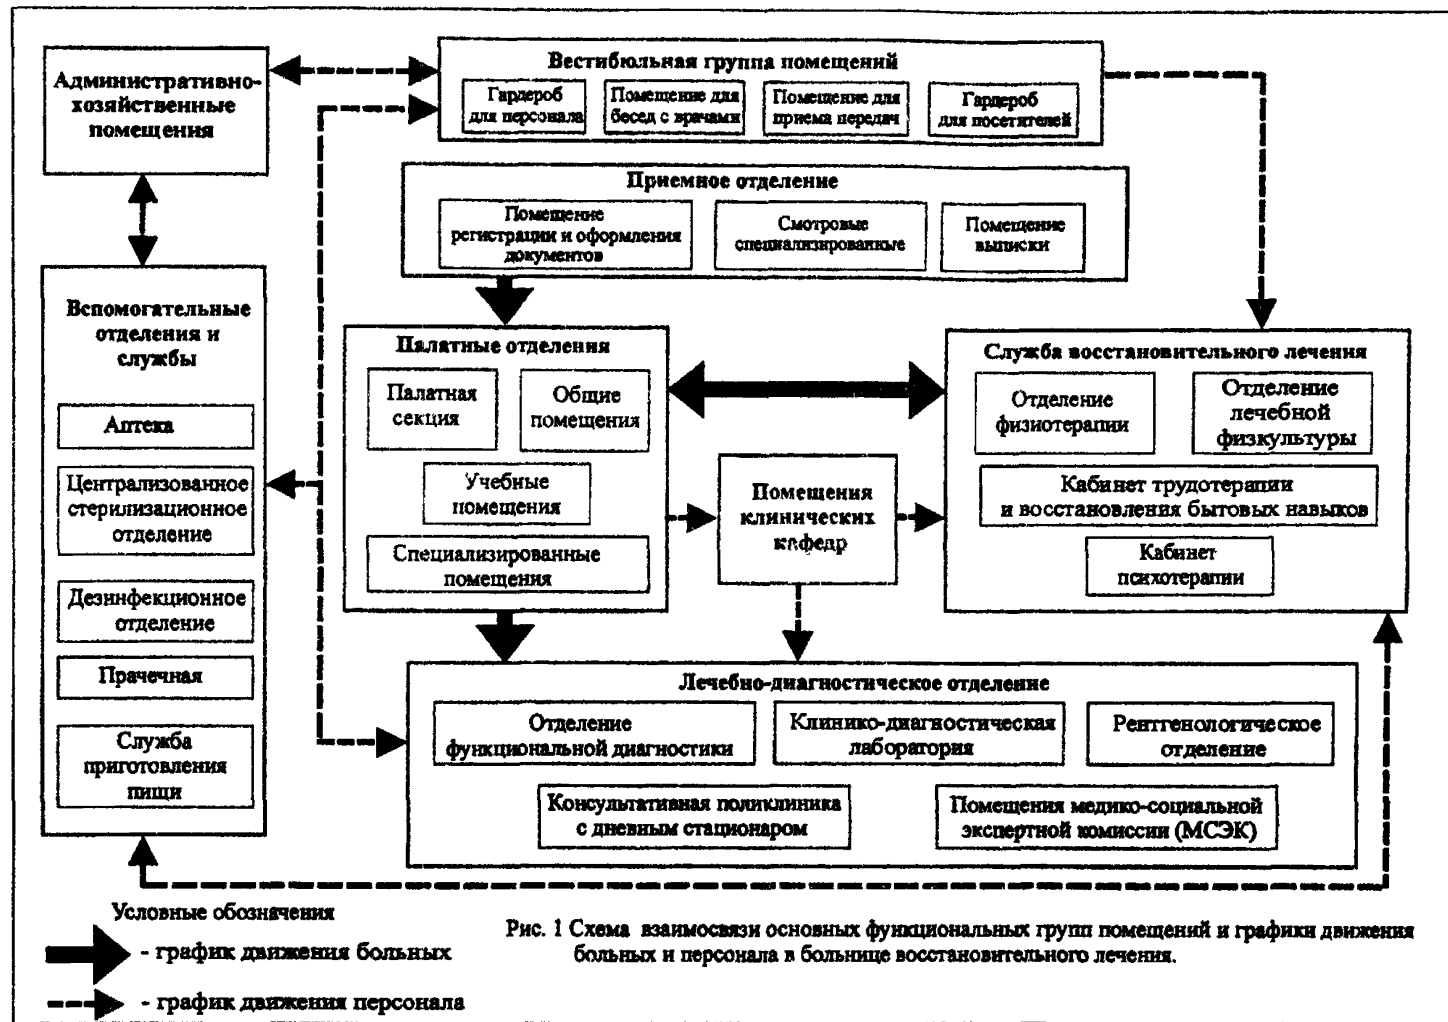 Административно-
хозяйственные
помещения
Вестибюльная группа помещений
Гардероб
для персонала
Помещение для
бесед с врачами
Помещение для
приема передач
Гардероб
для посетителей
Приемное отделение
Помещение
регистрации и оформления
документов
Смотровые
специализированные
Помещение
выписки
Вспомогательные
отделения и
службы
Аптека
Централизованное
стерилизационное
отделение
Дезинфекционное
отделение
Прачечная
Служба
приготовления
пищи
Палатные отделения
Палатная
секция
Общие
помещения
Учебные
помещения
Специализированные
помещения
Помещения
клинических
кафедр
Служба восстановительного лечения
Отделение
физиотерапии
Отделение
лечебной
физкультуры
Кабинет трудотерапии
и восстановления бытовых навыков
Кабинет
психотерапии
Лечебно-диагностическое отделение
Отделение
функциональной диагностики
Клинико-диагностическая
лаборатория
Рентгенологическое
отделение
Консультативная поликлиника
с дневным стационаром
Помещения медико-социальной
экспертной комиссии (МСЭК)
Условные обозначения
- график движения больных
- график движения персонала
Рис. 1 Схема взаимосвязи основных функциональных групп помещений и графики движения
больных и персонала в больнице восстановительного лечения.